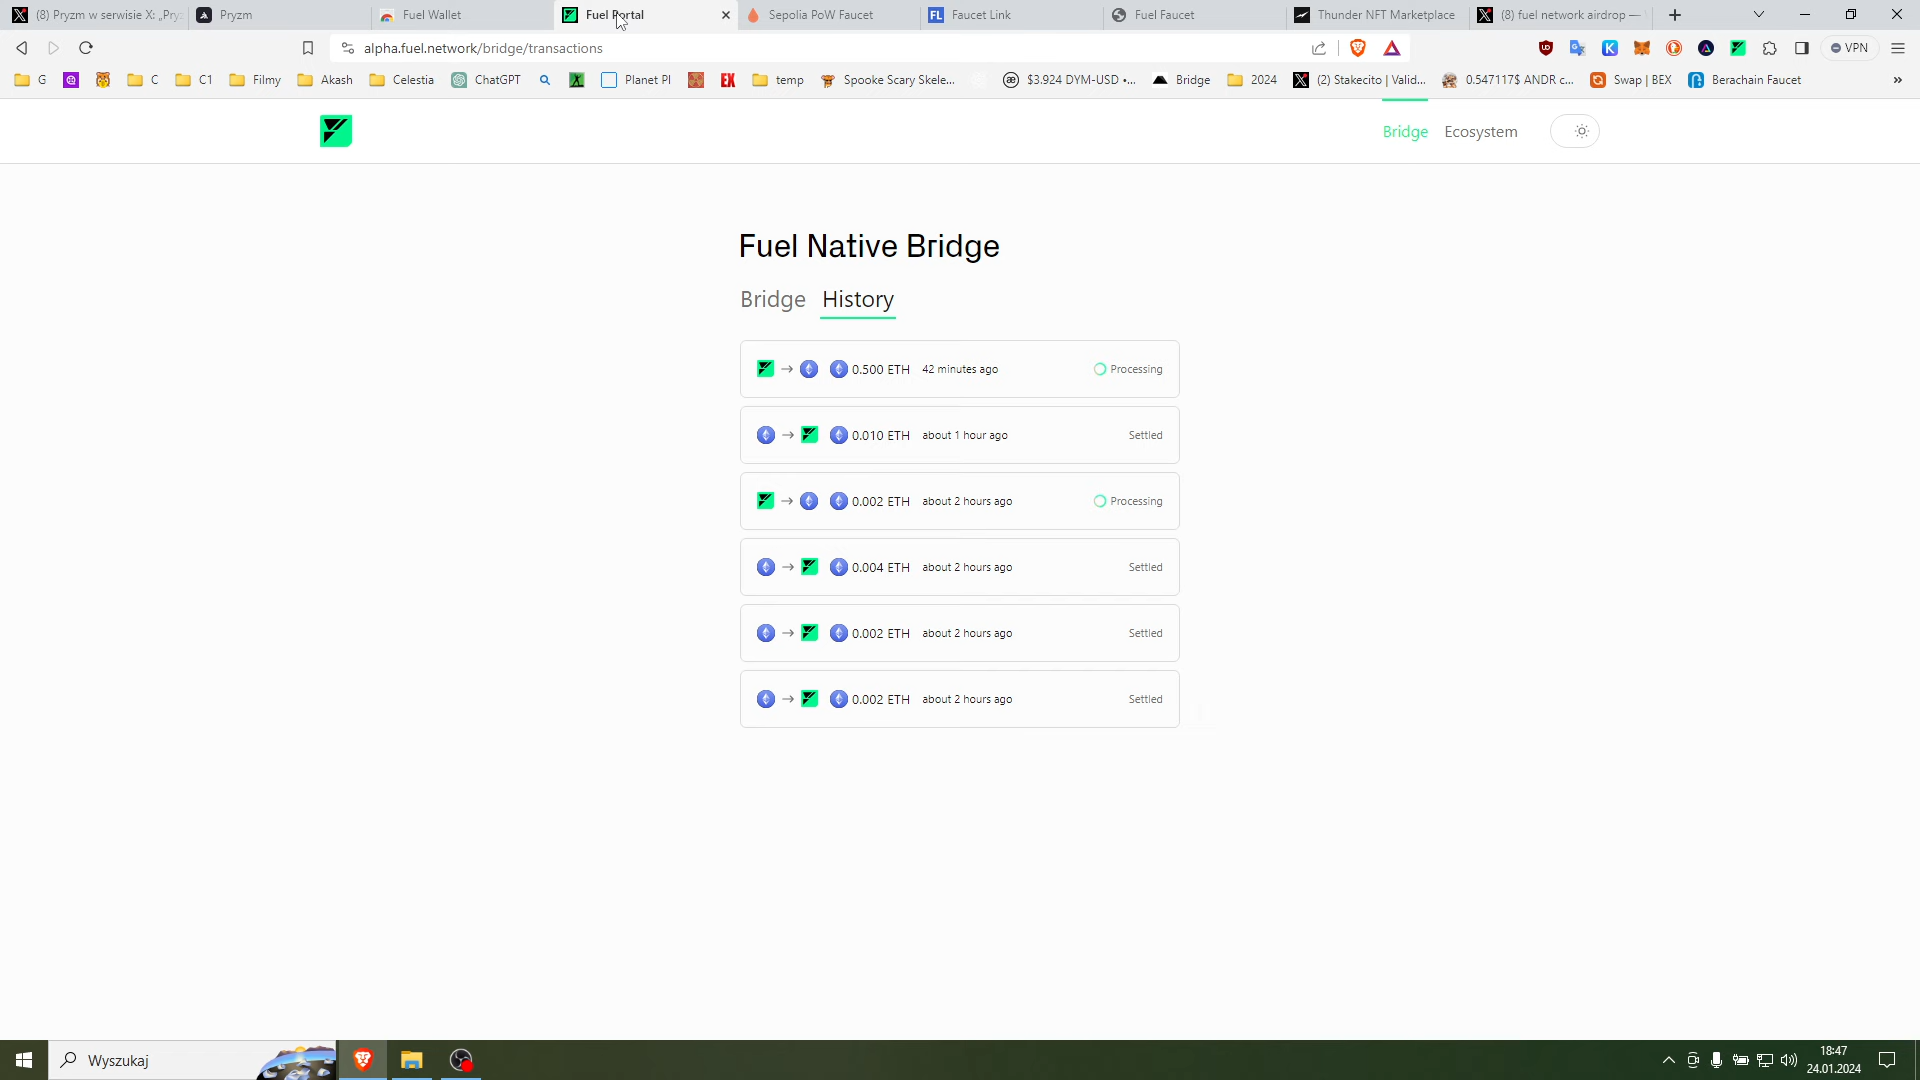 (8) Pryzm w serwisie X: „Pry
Pryzm
Fuel Wallet
Fuel Portal
Sepolia PoW Faucet
FL Faucet Link
Fuel Faucet
Thunder NFT Marketplace
(8) fuel network airdrop —
alpha.fuel.network/bridge/transactions
VPN
G
C
C1
Filmy
Akash
Celestia
ChatGPT
Planet PI
EX
temp
Spooke Scary Skele...
$3.924 DYM-USD •...
Bridge
2024
(2) Stakecito | Valid...
0.547117$ ANDR c...
Swap | BEX
Berachain Faucet
»
Bridge Ecosystem
Fuel Native Bridge
Bridge History
0.500 ETH 42 minutes ago Processing
0.010 ETH about 1 hour ago Settled
0.002 ETH about 2 hours ago Processing
0.004 ETH about 2 hours ago Settled
0.002 ETH about 2 hours ago Settled
0.002 ETH about 2 hours ago Settled
Wyszukaj
18:47
24.01.2024